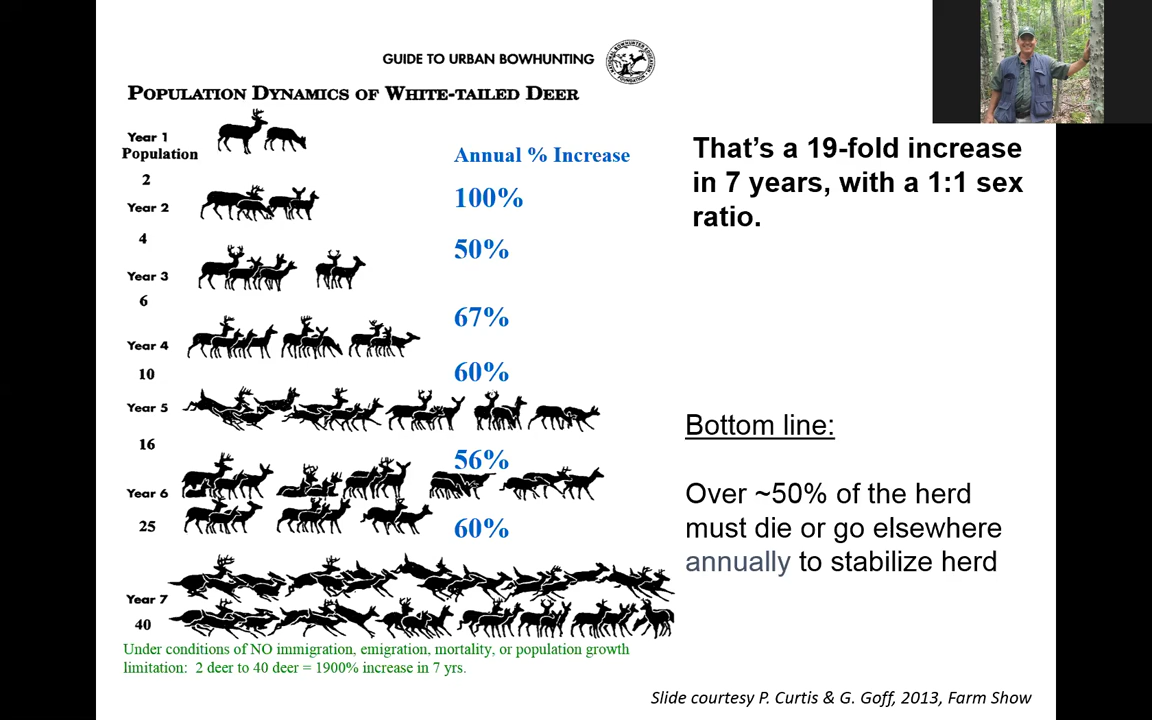 GUIDE TO URBAN BOWHUNTING
POPULATION DYNAMICS OF WHITE-TAILED DEER
Year 1
Population
2
Annual % Increase
Year 2
100%
4
50%
Year 3
6
67%
Year 4
10
60%
Year 5
16
56%
Year 6
25
60%
Year 7
40
Under conditions of NO immigration, emigration, mortality, or population growth
limitation: 2 deer to 40 deer = 1900% increase in 7 yrs.
That's a 19-fold increase
in 7 years, with a 1:1 sex
ratio.
Bottom line:
Over ~50% of the herd
must die or go elsewhere
annually to stabilize herd
Slide courtesy P. Curtis & G. Goff, 2013, Farm Show